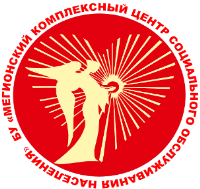 БУ «МЕГИОНСКИЙ КОМПЛЕКСНЫЙ ЦЕНТР СОЦИАЛЬНОГО ОБСЛУЖИВАНИЯ НАСЕЛЕНИЯ»